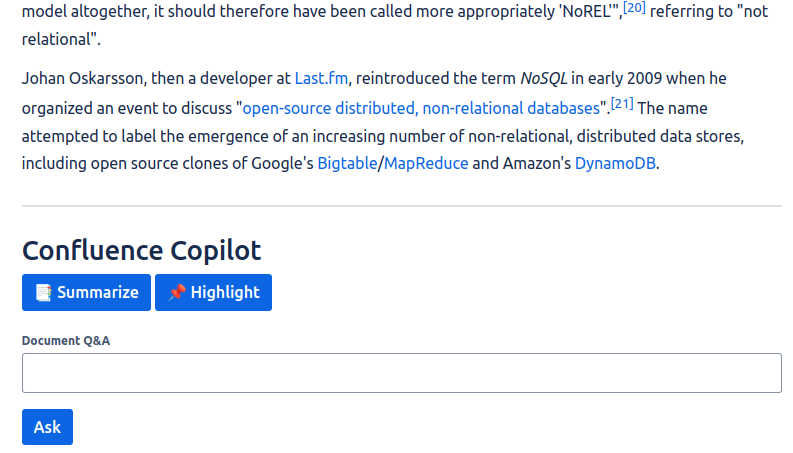 model altogether, it should therefore have been called more appropriately 'NoREL'",[20] referring to "not
relational".
Johan Oskarsson, then a developer at Last.fm, reintroduced the term NoSQL in early 2009 when he
organized an event to discuss "open-source distributed, non-relational databases".[21] The name
attempted to label the emergence of an increasing number of non-relational, distributed data stores,
including open source clones of Google's Bigtable/MapReduce and Amazon's DynamoDB.
Confluence Copilot
📑 Summarize 📌 Highlight
Document Q&A
Ask